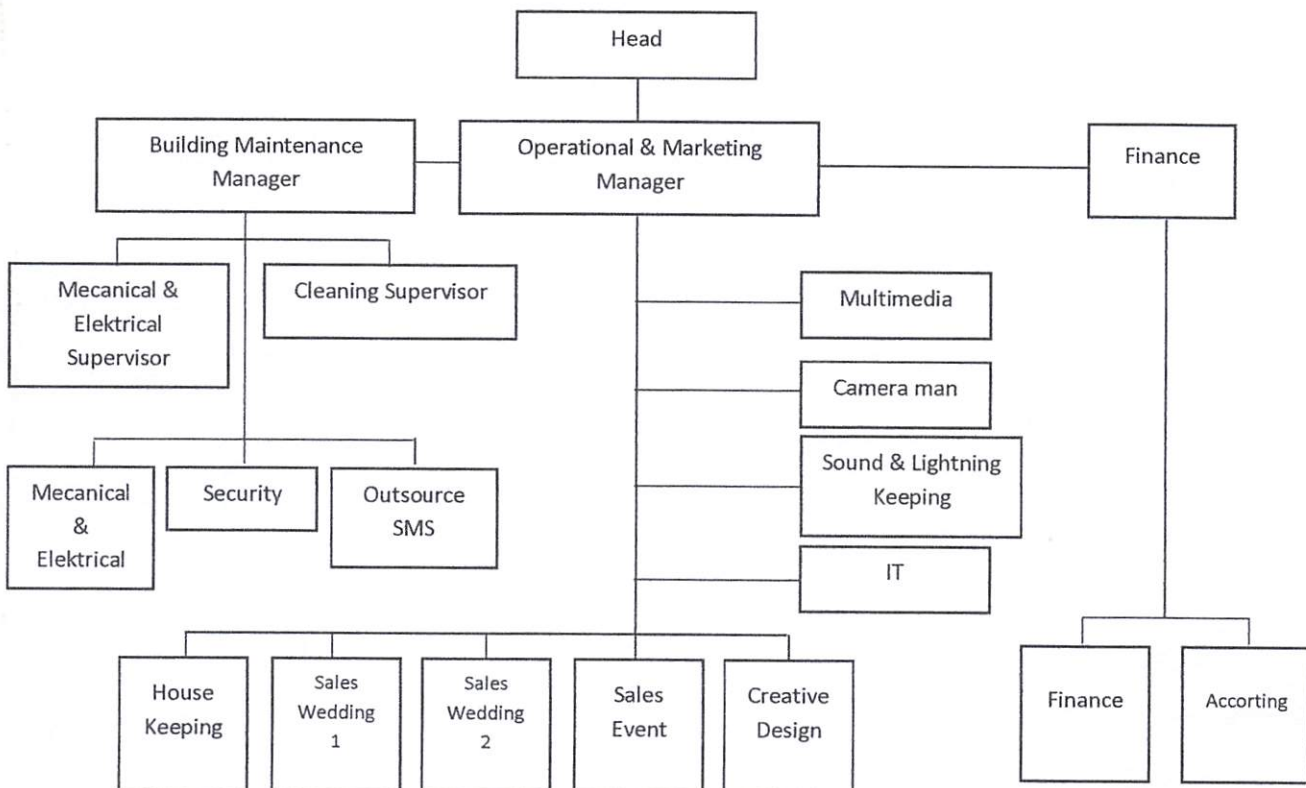 Head
Building Maintenance
Manager
Operational & Marketing
Manager
Finance
Mecanical &
Elektrical
Supervisor
Cleaning Supervisor
Multimedia
Camera man
Sound & Lightning
Keeping
IT
Mecanical
&
Elektrical
Security
Outsource
SMS
House
Keeping
Sales
Wedding
1
Sales
Wedding
2
Sales
Event
Creative
Design
Finance
Accorting